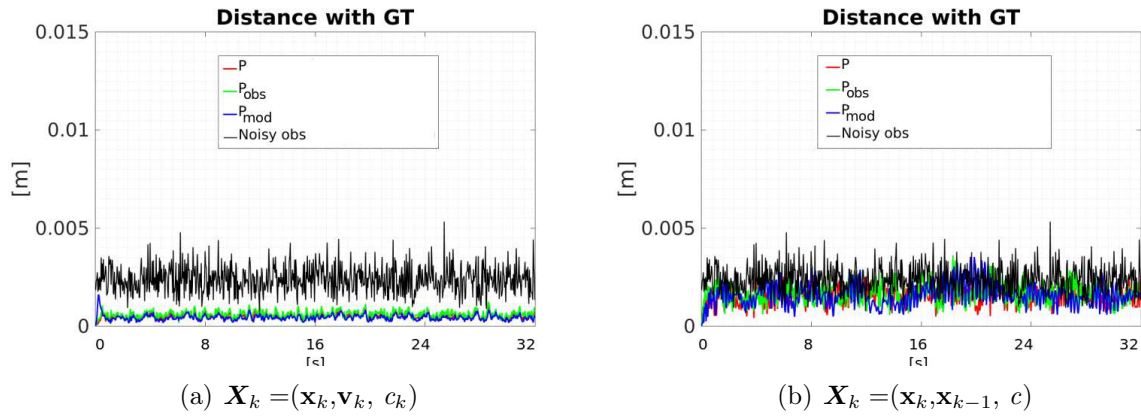 Distance with GT
0.015
0.01
0.005
0
[m]
P
P_obs
P_mod
Noisy obs
0 8 16 24 32
[s]
(a) X_k =(x_k,v_k, c_k)
Distance with GT
0.015
0.01
0.005
0
[m]
P
P_obs
P_mod
Noisy obs
0 8 16 24 32
[s]
(b) X_k =(x_k,x_{k-1}, c)